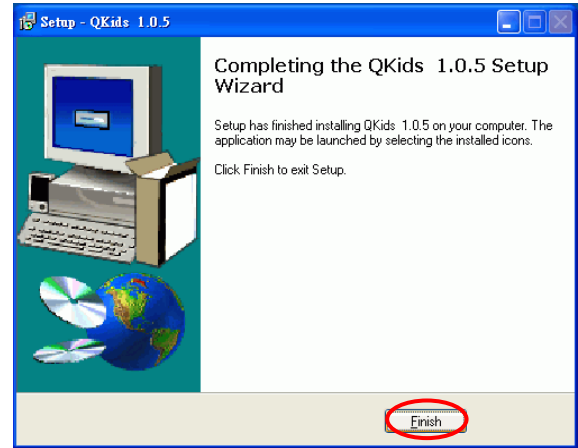 Setup - QKids 1.0.5
Completing the QKids 1.0.5 Setup
Wizard
Setup has finished installing QKids 1.0.5 on your computer. The
application may be launched by selecting the installed icons.
Click Finish to exit Setup.
Finish